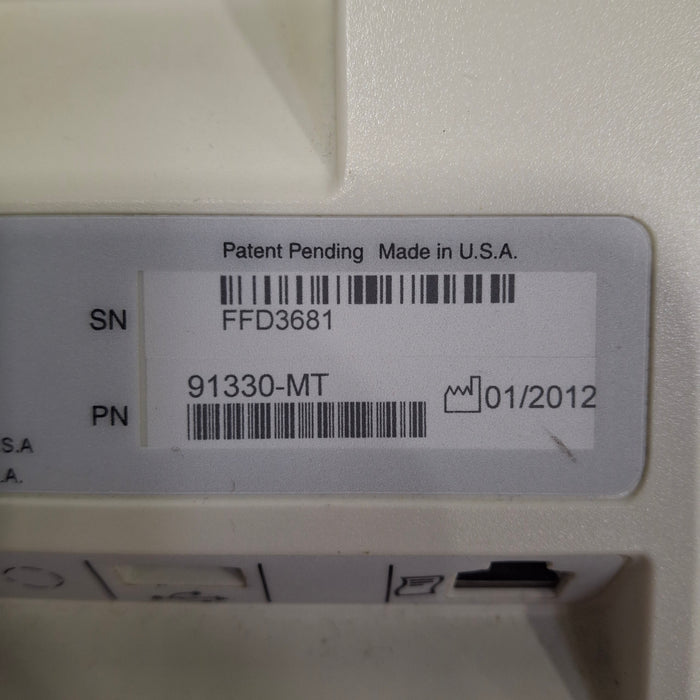 Patent Pending Made in U.S.A.
SN
FFD3681
91330-MT
PN
01/2012
S.A
.A.